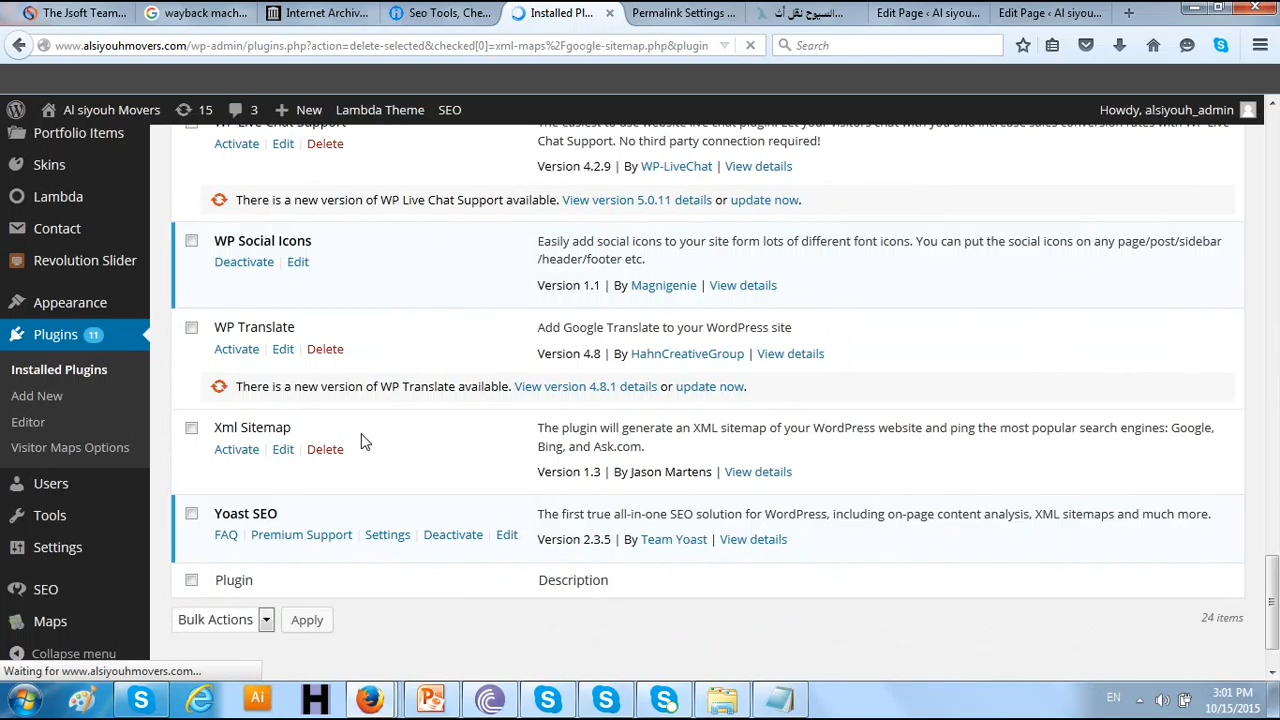 The Jsoft Team...
wayback mach...
Internet Archiv...
Seo Tools, Che...
Installed Pl...
Permalink Settings ...
السيوح نقل أث...
Edit Page ‹ Al siyou...
Edit Page ‹ Al siyou...
www.alsiyouhmovers.com/wp-admin/plugins.php?action=delete-selected&checked[0]=xml-maps%2Fgoogle-sitemap.php&plugin
Search
Al siyouh Movers
15
3
New
Lambda Theme
SEO
Howdy, alsiyouh_admin
Portfolio Items
Skins
Lambda
Contact
Revolution Slider
Appearance
Plugins 11
Installed Plugins
Add New
Editor
Visitor Maps Options
Users
Tools
Settings
SEO
Maps
Collapse menu
WP Live Chat Support
Activate | Edit | Delete
Chat Support. No third party connection required!
Version 4.2.9 | By WP-LiveChat | View details
There is a new version of WP Live Chat Support available. View version 5.0.11 details or update now.
WP Social Icons
Deactivate | Edit
Easily add social icons to your site form lots of different font icons. You can put the social icons on any page/post/sidebar
/header/footer etc.
Version 1.1 | By Magnigenie | View details
WP Translate
Activate | Edit | Delete
Add Google Translate to your WordPress site
Version 4.8 | By HahnCreativeGroup | View details
There is a new version of WP Translate available. View version 4.8.1 details or update now.
Xml Sitemap
Activate | Edit | Delete
The plugin will generate an XML sitemap of your WordPress website and ping the most popular search engines: Google,
Bing, and Ask.com.
Version 1.3 | By Jason Martens | View details
Yoast SEO
FAQ | Premium Support | Settings | Deactivate | Edit
The first true all-in-one SEO solution for WordPress, including on-page content analysis, XML sitemaps and much more.
Version 2.3.5 | By Team Yoast | View details
Plugin
Description
Bulk Actions
Apply
24 items
Waiting for www.alsiyouhmovers.com...
Ai
EN
3:01 PM
10/15/2015